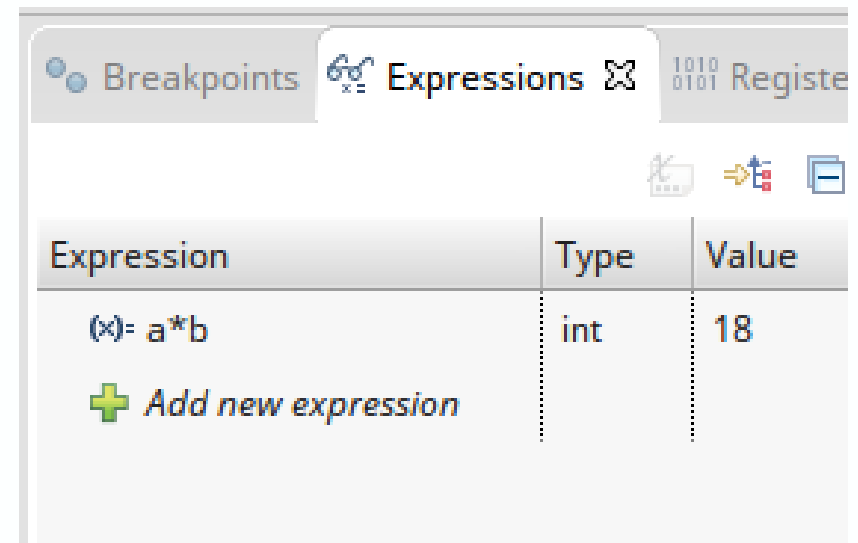 Breakpoints Expressions Registe
Expression Type Value
(x)= a*b int 18
Add new expression